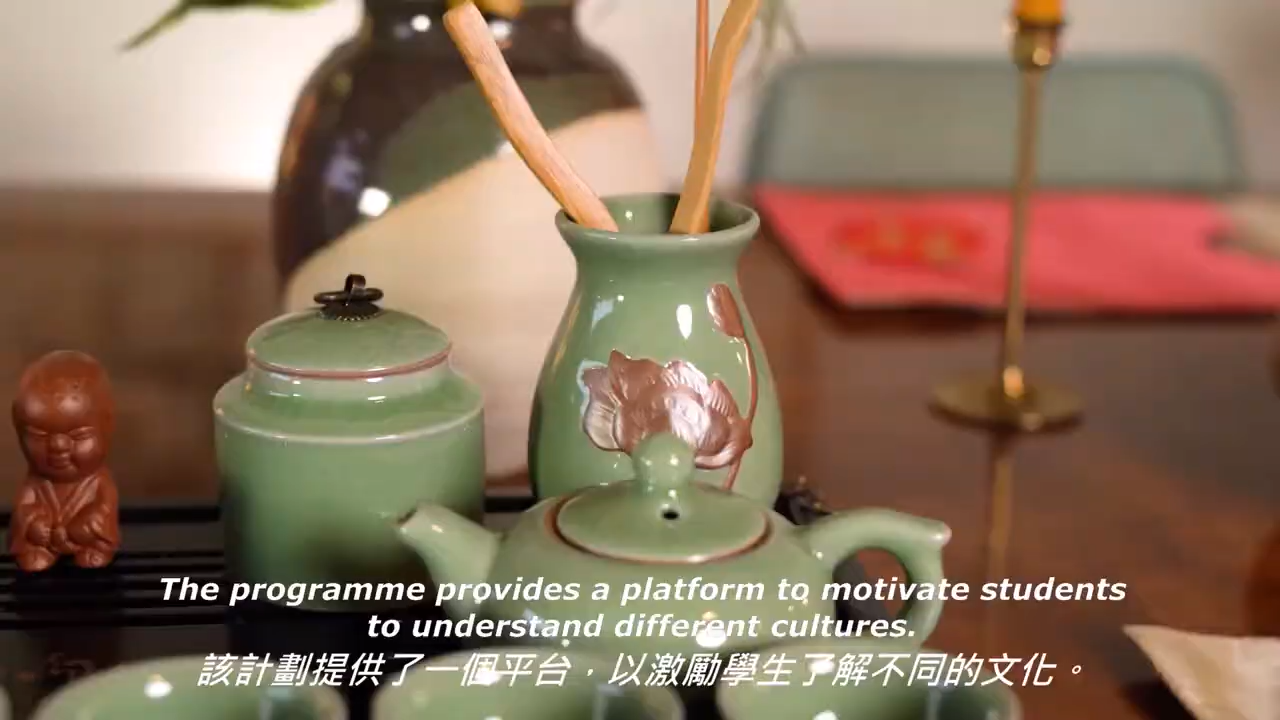 The programme provides a platform to motivate students
to understand different cultures.
該計劃提供了一個平台，以激勵學生了解不同的文化。